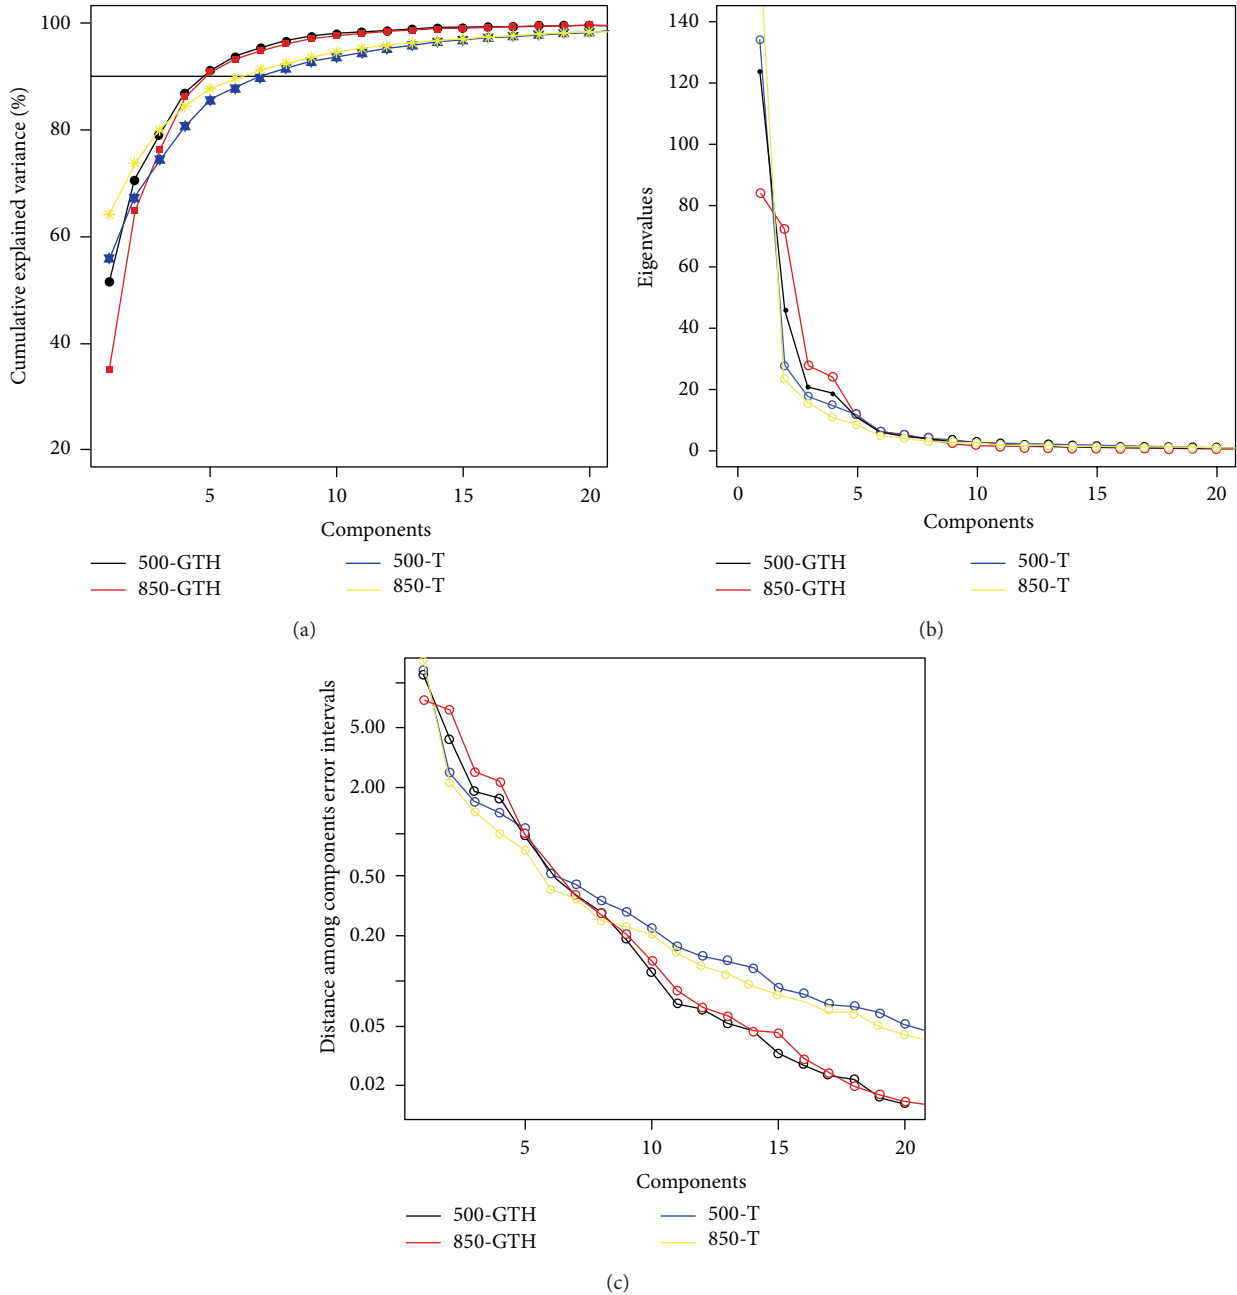 100
80
60
40
20
Cumulative explained variance (%)
5
10
15
20
Components
500-GTH
850-GTH
500-T
850-T
(a)
140
120
100
80
60
40
20
0
Eigenvalues
0
5
10
15
20
Components
500-GTH
850-GTH
500-T
850-T
(b)
5.00
2.00
0.50
0.20
0.05
0.02
Distance among components error intervals
5
10
15
20
Components
500-GTH
850-GTH
500-T
850-T
(c)